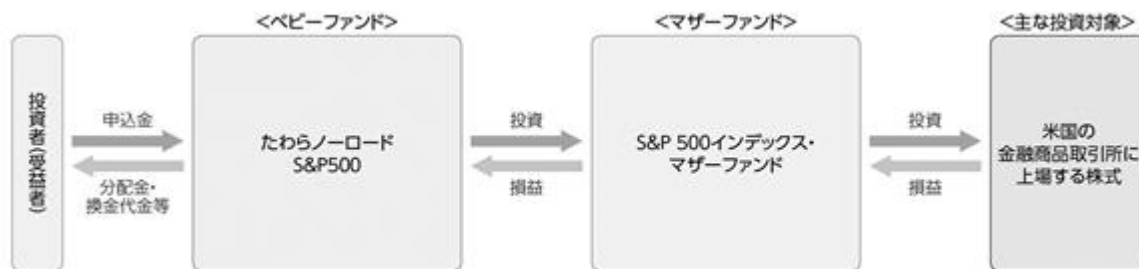 <ベビーファンド>
<マザーファンド>
<主な投資対象>
投資者(受益者)
申込金
分配金・
換金代金等
たわらノーロード
S&P500
投資
損益
S&P 500インデックス・
マザーファンド
投資
損益
米国の
金融商品取引所に
上場する株式